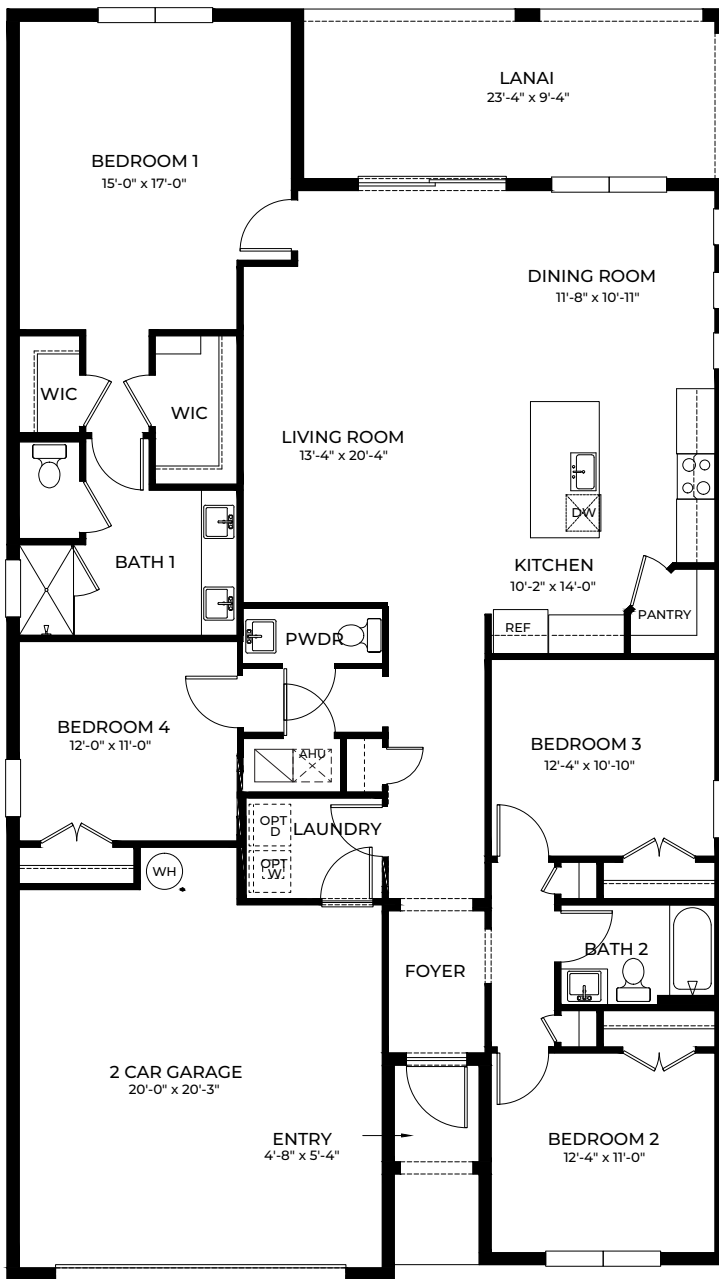 LANAI
23'-4" x 9'-4"
BEDROOM 1
15'-0" x 17'-0"
DINING ROOM
11'-8" x 10'-11"
WIC
WIC
LIVING ROOM
13'-4" x 20'-4"
DW
BATH 1
KITCHEN
10'-2" x 14'-0"
PANTRY
REF
PWDR
BEDROOM 4
12'-0" x 11'-0"
BEDROOM 3
12'-4" x 10'-10"
AHU
OPT
D
LAUNDRY
OPT
W
WH
BATH 2
FOYER
2 CAR GARAGE
20'-0" x 20'-3"
ENTRY
4'-8" x 5'-4"
BEDROOM 2
12'-4" x 11'-0"